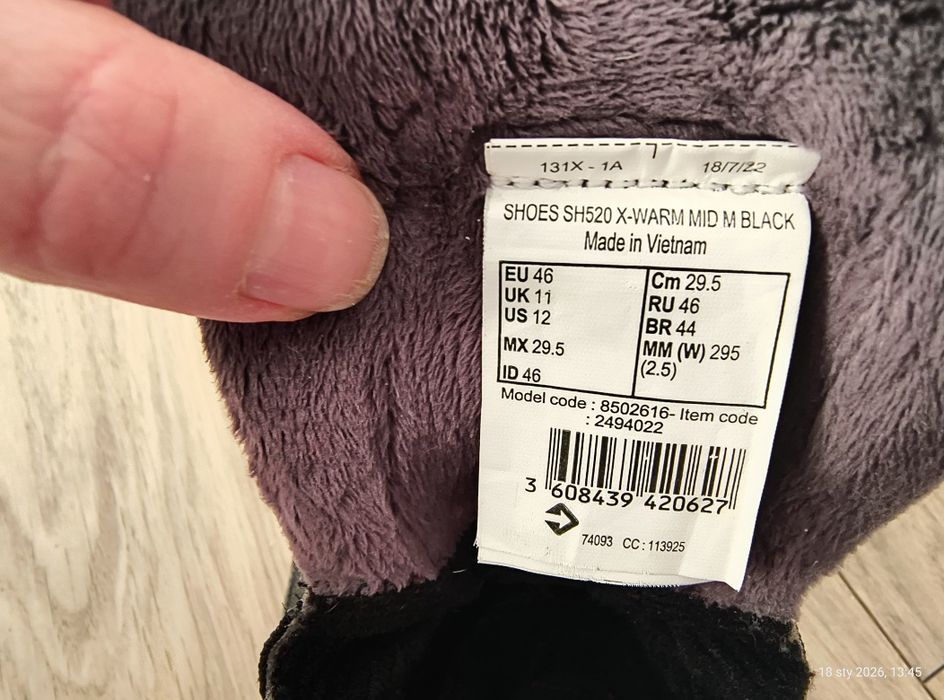 131X - 1A 18/7/22
SHOES SH520 X-WARM MID M BLACK
Made in Vietnam
EU 46
UK 11
US 12
MX 29.5
ID 46
Cm 29.5
RU 46
BR 44
MM (W) 295
(2.5)
Model code : 8502616- Item code
: 2494022
3 608439 420627
74093 CC : 113925
18 sty 2026, 13:45